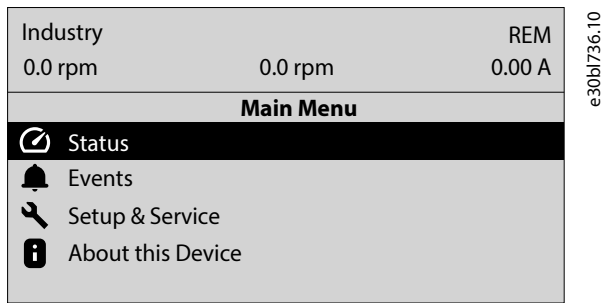 Industry REM
0.0 rpm 0.0 rpm 0.00 A
Main Menu
Status
Events
Setup & Service
About this Device
e30bl736.10